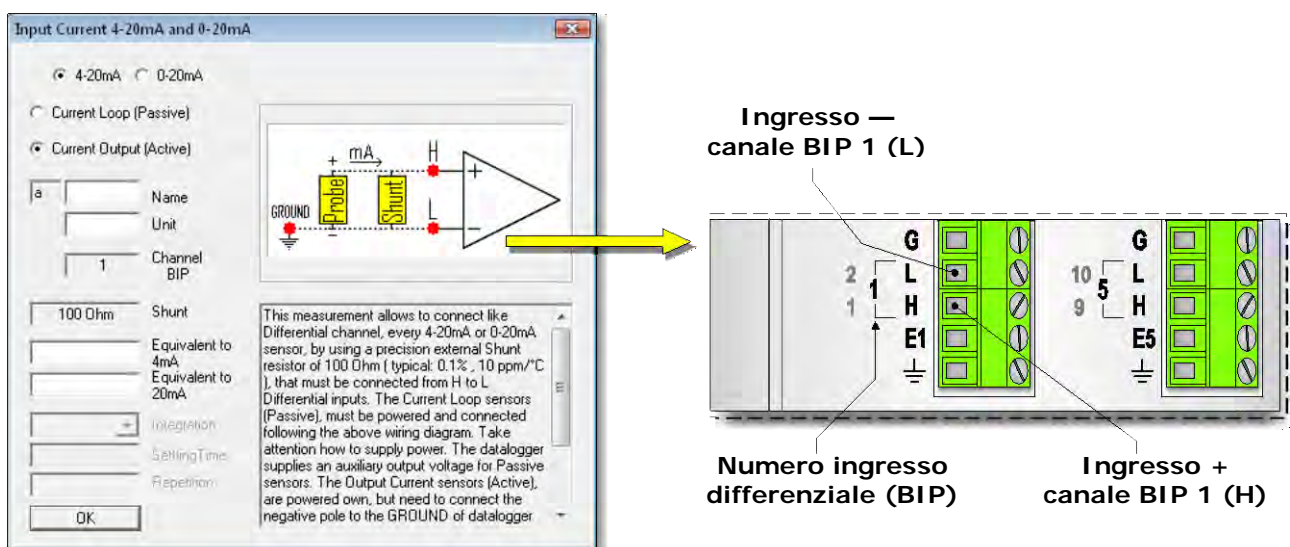 Input Current 4-20mA and 0-20mA
4-20mA 0-20mA
Current Loop (Passive)
Current Output (Active)
a
Name
Unit
1
Channel
BIP
100 Ohm
Shunt
Equivalent to
4mA
Equivalent to
20mA
Integration
SettlingTime
Repetition
OK
mA
H
+
+
Probe
Shunt
GROUND
L
-
-
This measurement allows to connect like
Differential channel, every 4-20mA or 0-20mA
sensor, by using a precision external Shunt
resistor of 100 Ohm ( typical: 0.1% , 10 ppm/°C
), that must be connected from H to L
Differential inputs. The Current Loop sensors
(Passive), must be powered and connected
following the above wiring diagram. Take
attention how to supply power. The datalogger
supplies an auxiliary output voltage for Passive
sensors. The Output Current sensors (Active),
are powered own, but need to connect the
negative pole to the GROUND of datalogger
Ingresso —
canale BIP 1 (L)
G
2 L
1
1 H
E1
G
10 L
5
9 H
E5
Numero ingresso
differenziale (BIP)
Ingresso +
canale BIP 1 (H)